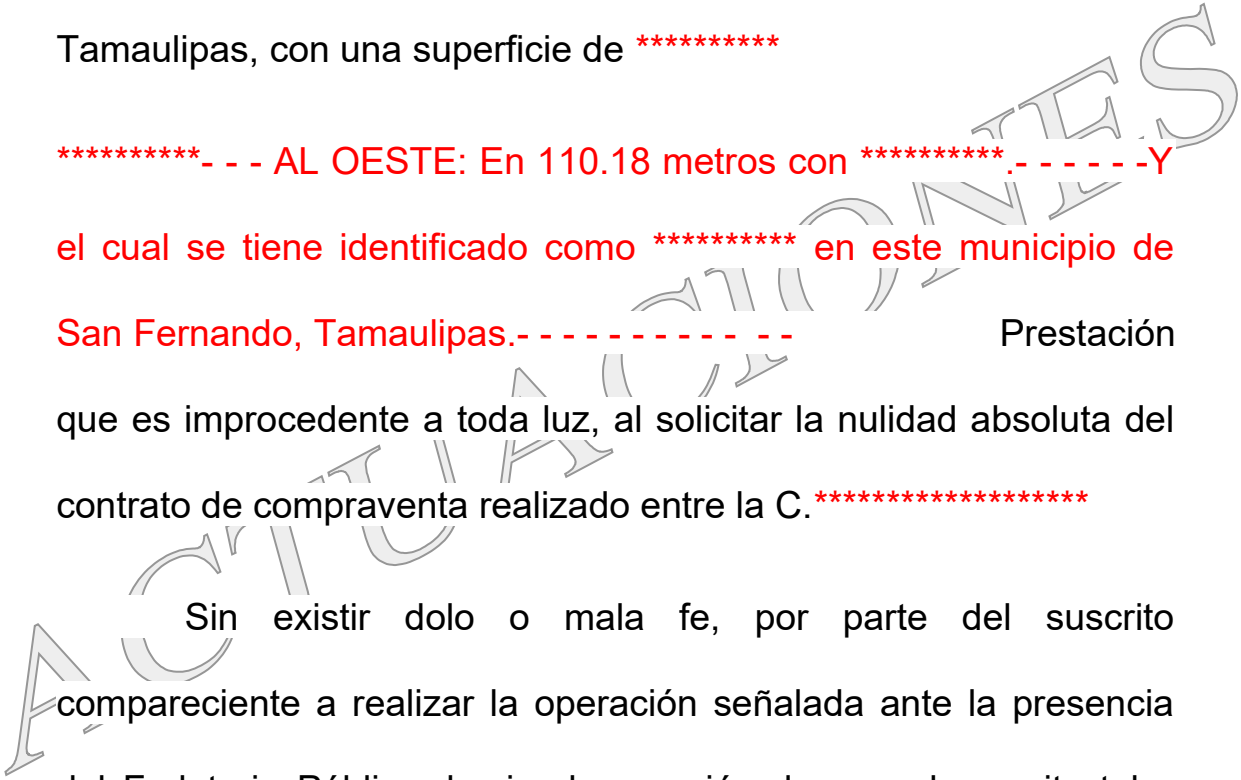 Tamaulipas, con una superficie de **********
**********- - - AL OESTE: En 110.18 metros con **********.- - - - - -Y
el cual se tiene identificado como ********** en este municipio de
San Fernando, Tamaulipas.- - - - - - - - - - - - Prestación
que es improcedente a toda luz, al solicitar la nulidad absoluta del
contrato de compraventa realizado entre la C.*******************
Sin existir dolo o mala fe, por parte del suscrito
compareciente a realizar la operación señalada ante la presencia
ACTUACIONES